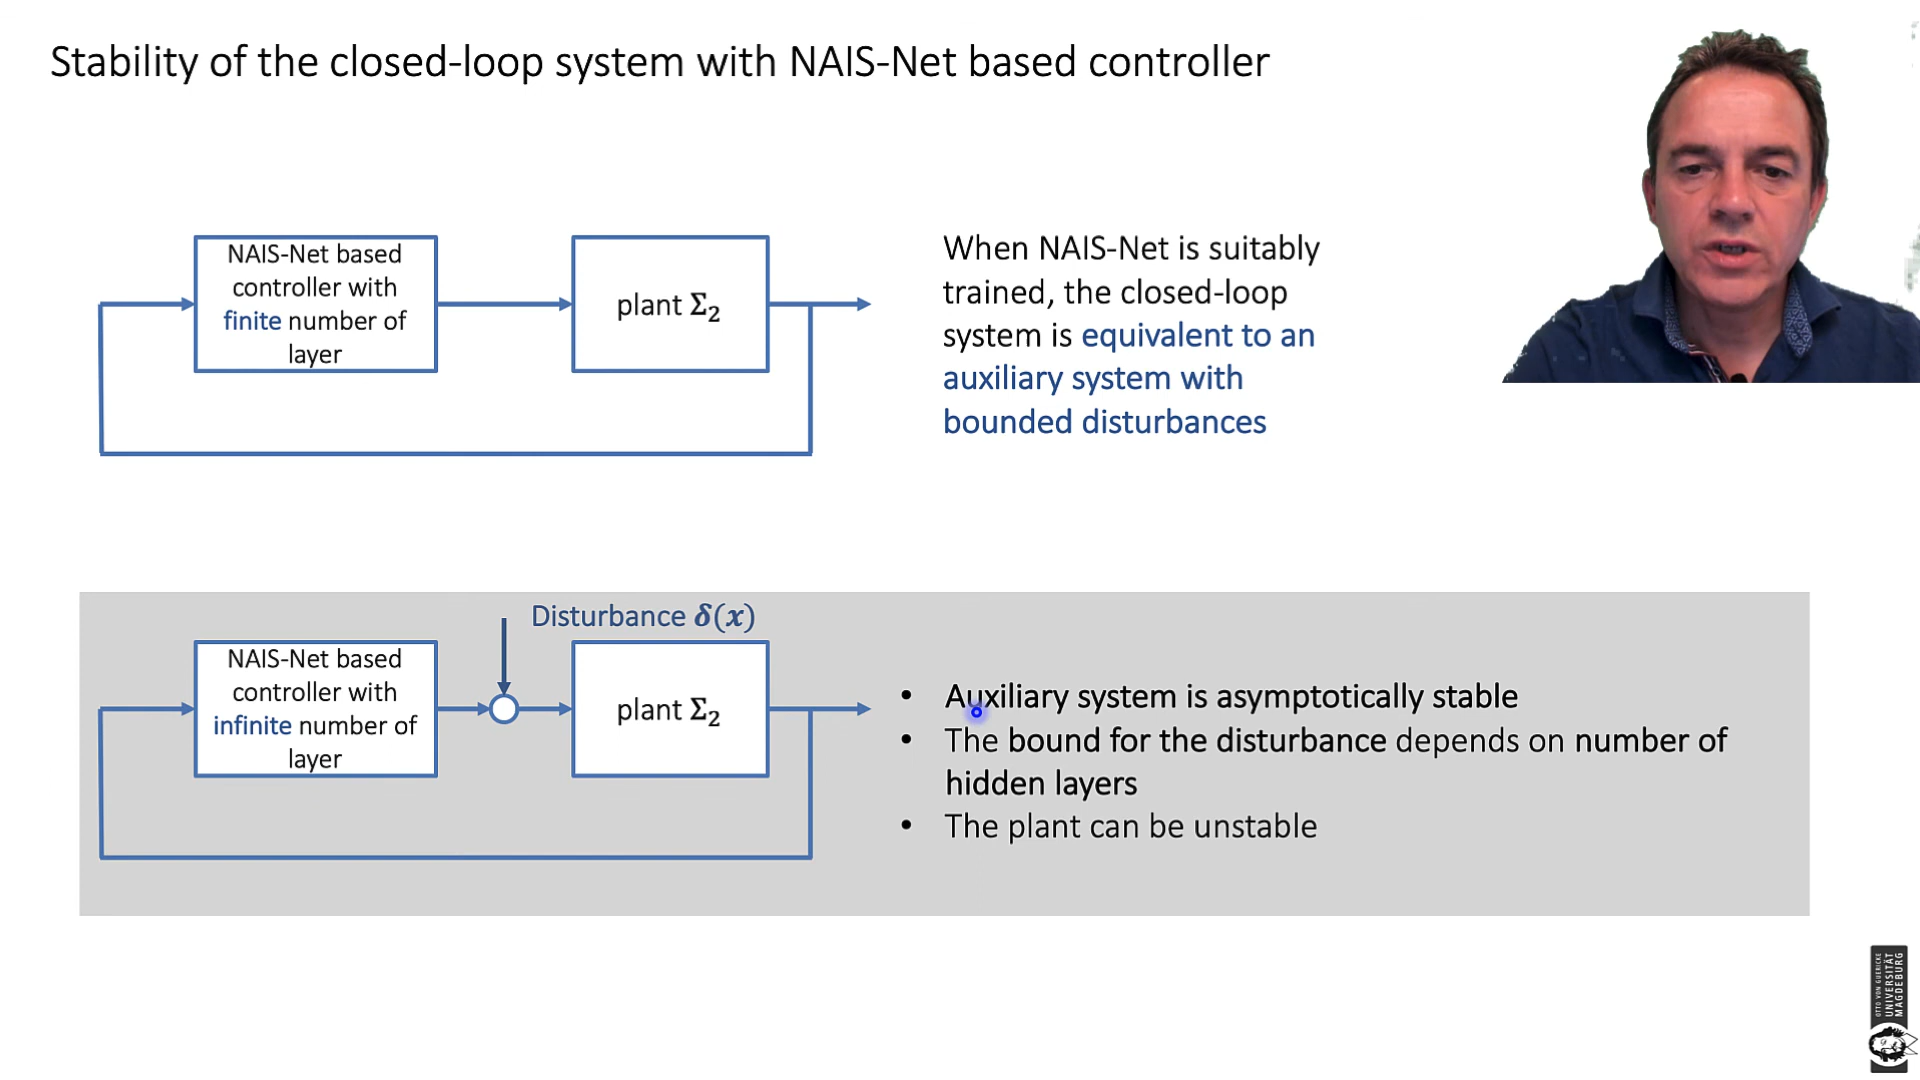 Stability of the closed-loop system with NAIS-Net based controller
NAIS-Net based
controller with
finite number of
layer
plant Σ₂
When NAIS-Net is suitably
trained, the closed-loop
system is equivalent to an
auxiliary system with
bounded disturbances
Disturbance δ(x)
NAIS-Net based
controller with
infinite number of
layer
plant Σ₂
• Auxiliary system is asymptotically stable
• The bound for the disturbance depends on number of
hidden layers
• The plant can be unstable
OTTO VON GUERICKE
UNIVERSITÄT
MAGDEBURG